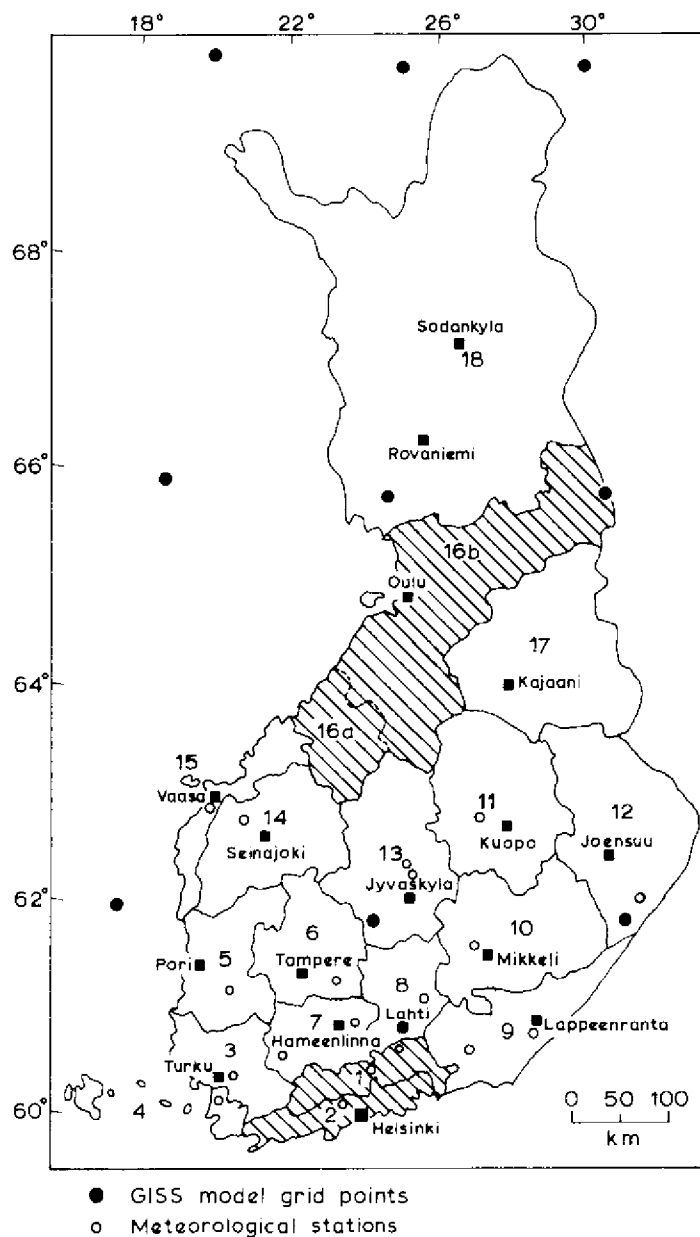 18° 22° 26° 30°
68°
Sodankyla
18
Rovaniemi
66°
16b
Oulu
17
Kajaani
64°
16a
15
Vaasa
14
Seinajoki
11
Kuopo
12
Joensuu
13
Jyvaskyla
62°
5
Pori
6
Tampere
10
Mikkeli
8
Lahti
7
Hameenlinna
9
Lappeenranta
3
Turku
1
4
2
Helsinki
60°
0 50 100
km
GISS model grid points
Meteorological stations